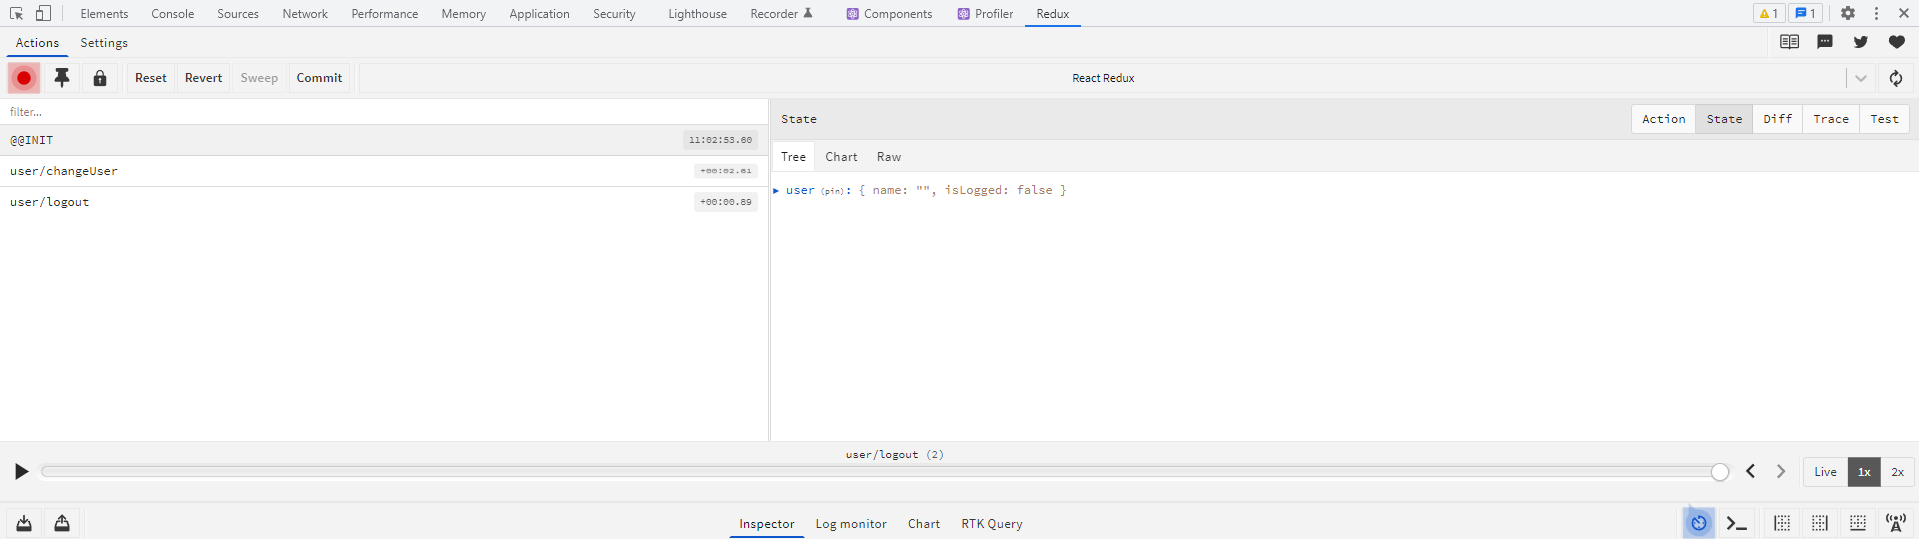 Elements Console Sources Network Performance Memory Application Security Lighthouse Recorder Components Profiler Redux 1 1
Actions Settings
Reset Revert Sweep Commit React Redux
filter...
State Action State Diff Trace Test
@@INIT 11:02:53.60
Tree Chart Raw
user/changeUser +00:02.61
user (pin): { name: "", isLogged: false }
user/logout +00:00.89
user/logout (2)
Live 1x 2x
Inspector Log monitor Chart RTK Query